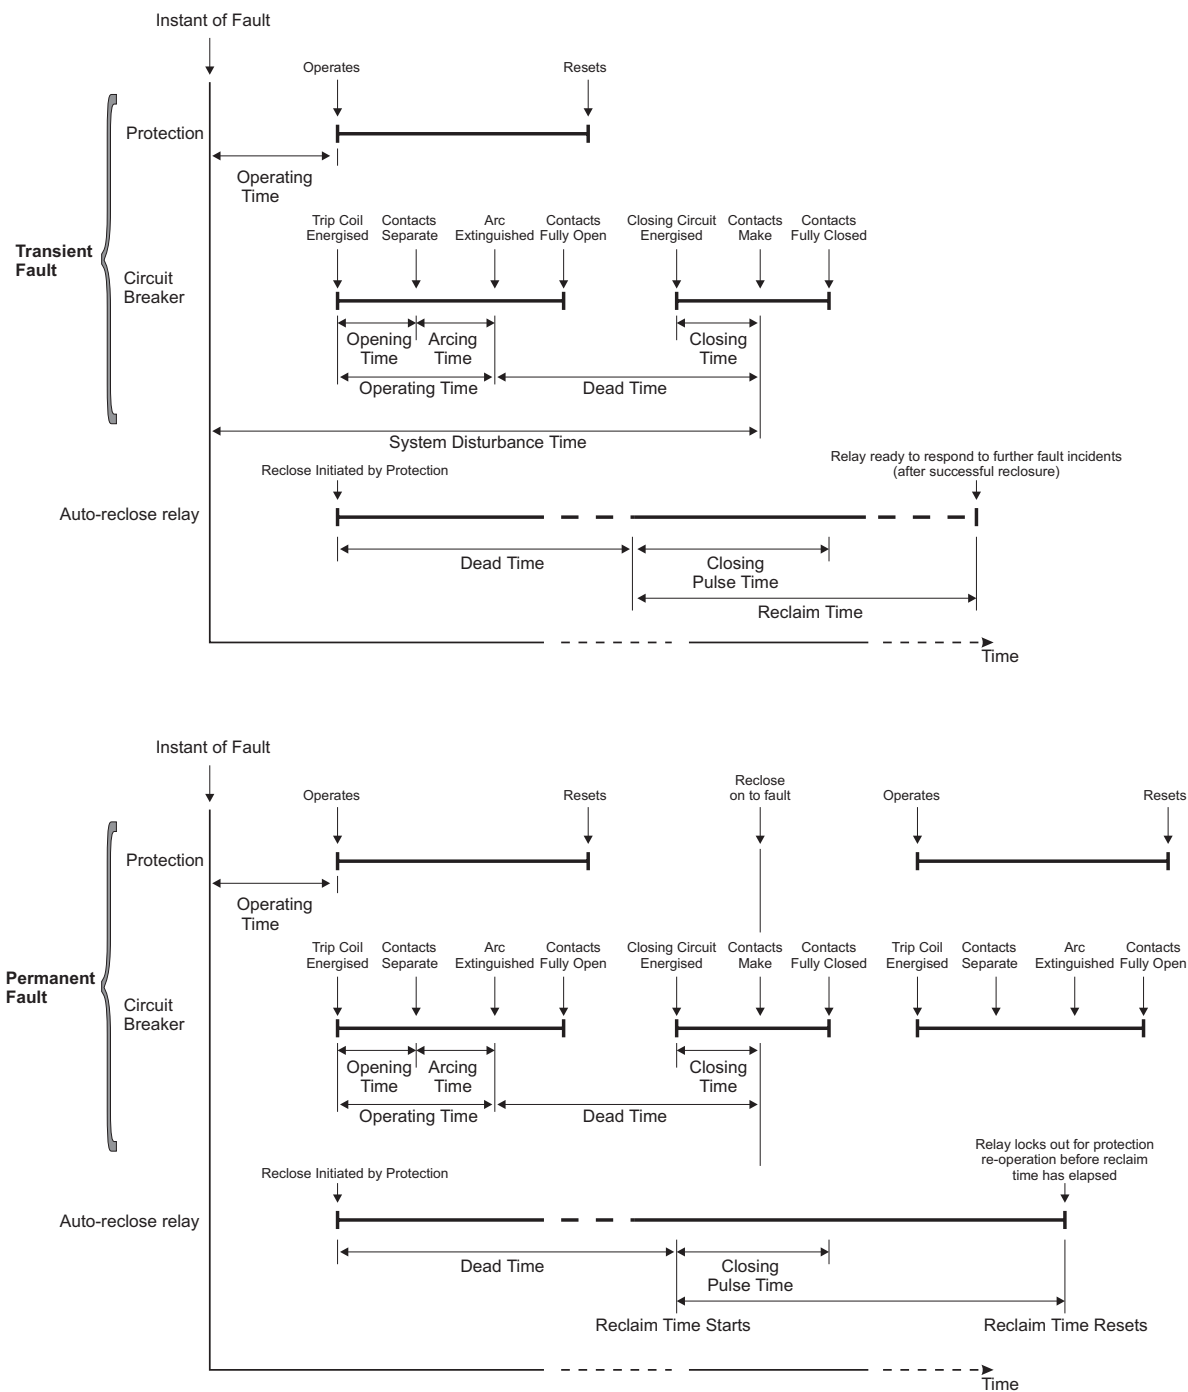 Instant of Fault
Operates
Resets
Protection
Operating
Time
Trip Coil
Energised
Contacts
Separate
Arc
Extinguished
Contacts
Fully Open
Closing Circuit
Energised
Contacts
Make
Contacts
Fully Closed
Transient
Fault
Circuit
Breaker
Opening
Time
Arcing
Time
Closing
Time
Operating Time
Dead Time
System Disturbance Time
Reclose Initiated by Protection
Relay ready to respond to further fault incidents
(after successful reclosure)
Auto-reclose relay
Dead Time
Closing
Pulse Time
Reclaim Time
Time
Instant of Fault
Operates
Resets
Reclose
on to fault
Operates
Resets
Protection
Operating
Time
Trip Coil
Energised
Contacts
Separate
Arc
Extinguished
Contacts
Fully Open
Closing Circuit
Energised
Contacts
Make
Contacts
Fully Closed
Trip Coil
Energised
Contacts
Separate
Arc
Extinguished
Contacts
Fully Open
Permanent
Fault
Circuit
Breaker
Opening
Time
Arcing
Time
Closing
Time
Operating Time
Dead Time
Reclose Initiated by Protection
Relay locks out for protection
re-operation before reclaim
time has elapsed
Auto-reclose relay
Dead Time
Closing
Pulse Time
Reclaim Time Starts
Reclaim Time Resets
Time